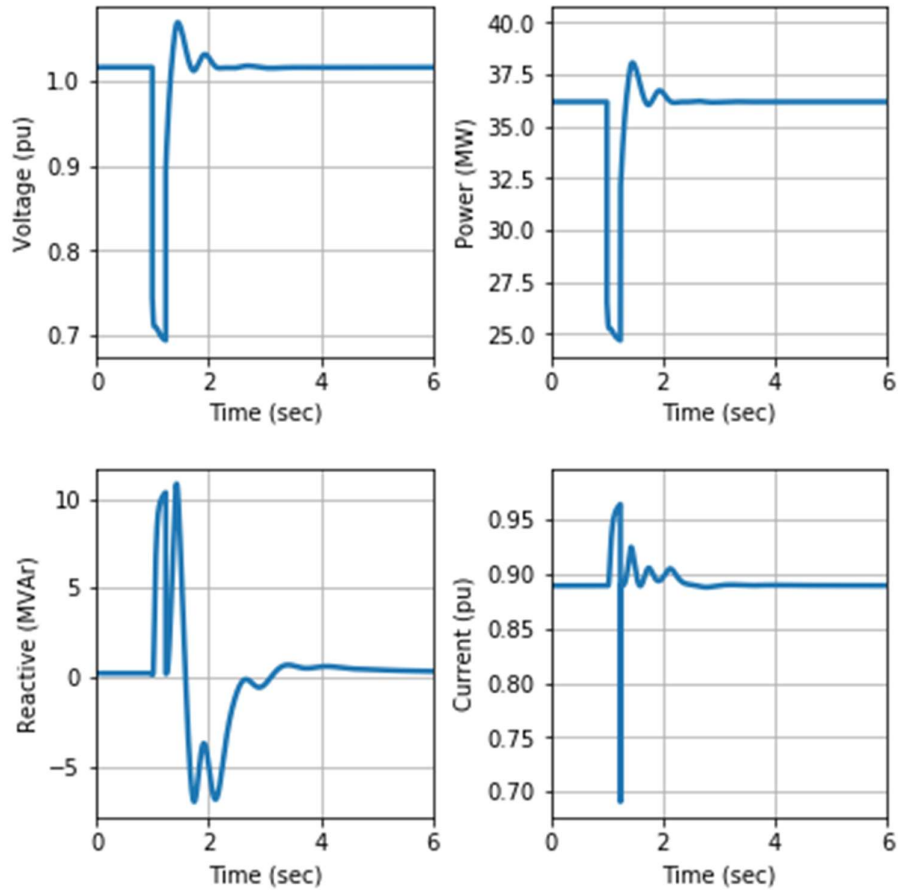 Voltage (pu)
1.0
0.9
0.8
0.7
0 2 4 6
Time (sec)
Power (MW)
40.0
37.5
35.0
32.5
30.0
27.5
25.0
0 2 4 6
Time (sec)
Reactive (MVAr)
10
5
0
−5
0 2 4 6
Time (sec)
Current (pu)
0.95
0.90
0.85
0.80
0.75
0.70
0 2 4 6
Time (sec)